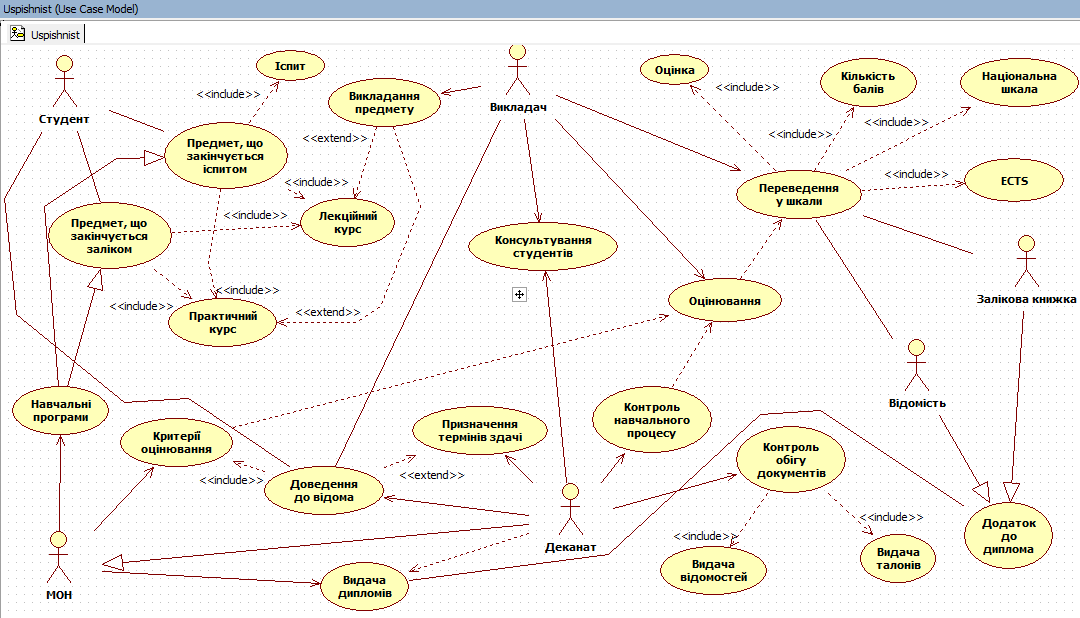 Uspishnist (Use Case Model)
Uspishnist
Студент
<<include>>
Іспит
Викладання
предмету
Викладач
Оцінка
<<include>>
Кількість
балів
Національна
шкала
<<include>>
<<include>>
Предмет, що
закінчується
іспитом
<<extend>>
<<include>>
Переведення
у шкали
<<include>>
ECTS
Предмет, що
закінчується
заліком
<<include>>
Лекційний
курс
Консультування
студентів
<<include>>
<<include>>
Практичний
курс
<<extend>>
Оцінювання
Залікова книжка
Навчальні
програми
Критерії
оцінювання
Призначення
термінів здачі
Контроль
навчального
процесу
Відомість
Контроль
обігу
документів
<<include>>
Доведення
до відома
<<extend>>
Деканат
<<include>>
<<include>>
Додаток
до
диплома
МОН
Видача
дипломів
Видача
відомостей
Видача
талонів